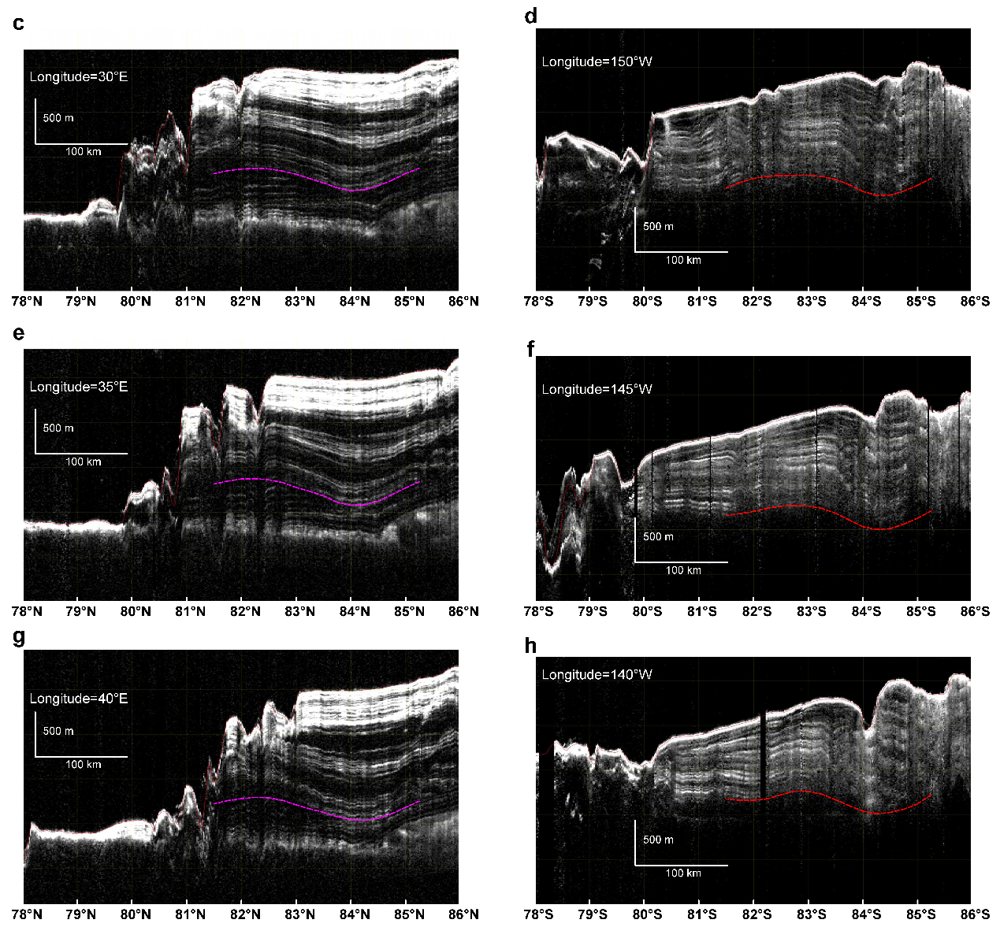 c
Longitude=30°E
500 m
100 km
78°N 79°N 80°N 81°N 82°N 83°N 84°N 85°N 86°N
d
Longitude=150°W
500 m
100 km
78°S 79°S 80°S 81°S 82°S 83°S 84°S 85°S 86°S
e
Longitude=35°E
500 m
100 km
78°N 79°N 80°N 81°N 82°N 83°N 84°N 85°N 86°N
f
Longitude=145°W
500 m
100 km
78°S 79°S 80°S 81°S 82°S 83°S 84°S 85°S 86°S
g
Longitude=40°E
500 m
100 km
78°N 79°N 80°N 81°N 82°N 83°N 84°N 85°N 86°N
h
Longitude=140°W
500 m
100 km
78°S 79°S 80°S 81°S 82°S 83°S 84°S 85°S 86°S